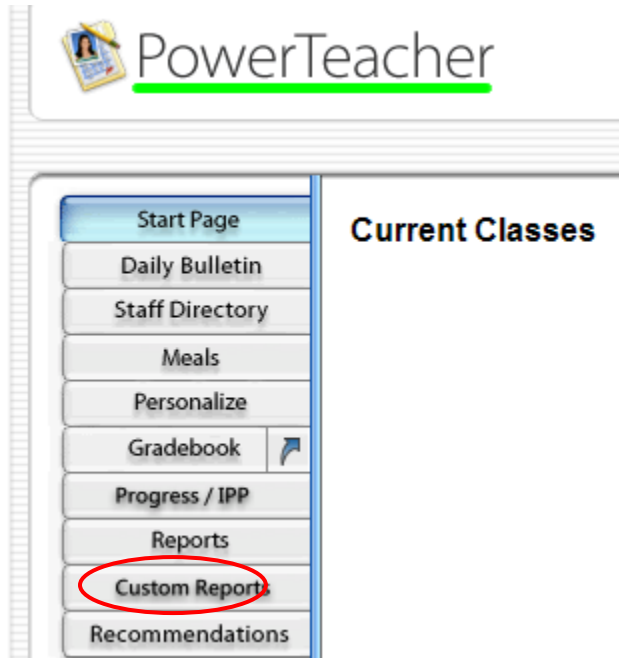 PowerTeacher
Start Page
Current Classes
Daily Bulletin
Staff Directory
Meals
Personalize
Gradebook
Progress / IPP
Reports
Custom Reports
Recommendations